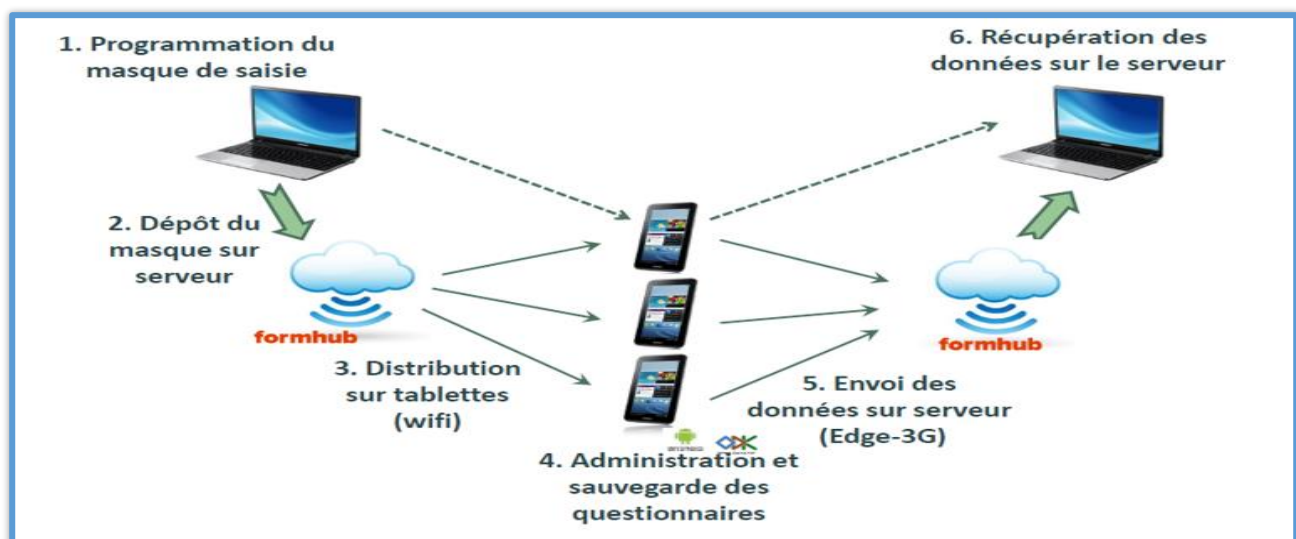 1. Programmation du
masque de saisie
2. Dépôt du
masque sur
serveur
formhub
3. Distribution
sur tablettes
(wifi)
4. Administration et
sauvegarde des
questionnaires
5. Envoi des
données sur serveur
(Edge-3G)
formhub
6. Récupération des
données sur le serveur